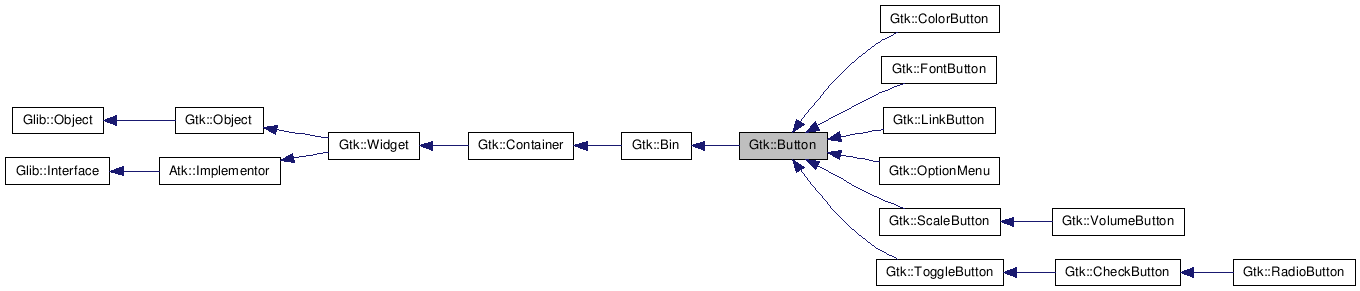 Gtk::ColorButton
Gtk::FontButton
Glib::Object
Gtk::Object
Gtk::LinkButton
Gtk::Widget
Gtk::Container
Gtk::Bin
Gtk::Button
Glib::Interface
Atk::Implementor
Gtk::OptionMenu
Gtk::ScaleButton
Gtk::VolumeButton
Gtk::ToggleButton
Gtk::CheckButton
Gtk::RadioButton